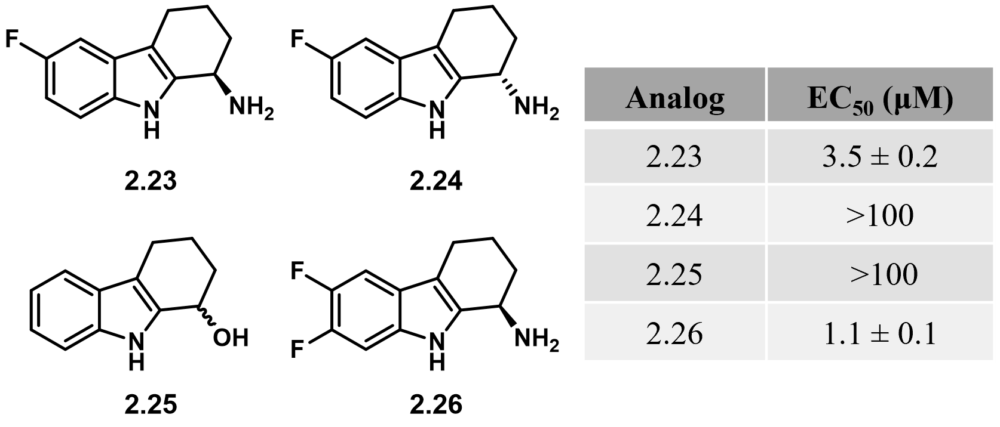 F
N
H
NH2
2.23
F
N
H
NH2
2.24
N
H
OH
2.25
F
F
N
H
NH2
2.26
Analog EC50 (μM)
2.23 3.5 ± 0.2
2.24 >100
2.25 >100
2.26 1.1 ± 0.1